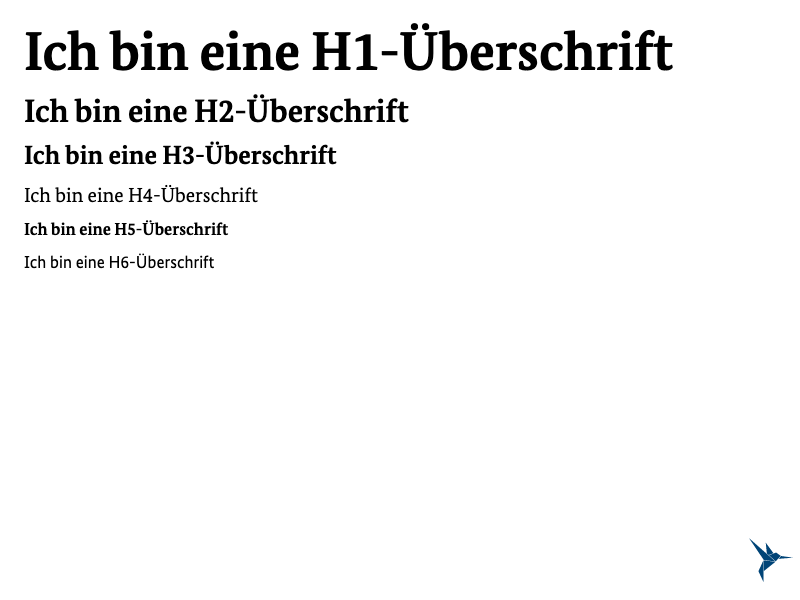 Ich bin eine H1-Überschrift
Ich bin eine H2-Überschrift
Ich bin eine H3-Überschrift
Ich bin eine H4-Überschrift
Ich bin eine H5-Überschrift
Ich bin eine H6-Überschrift